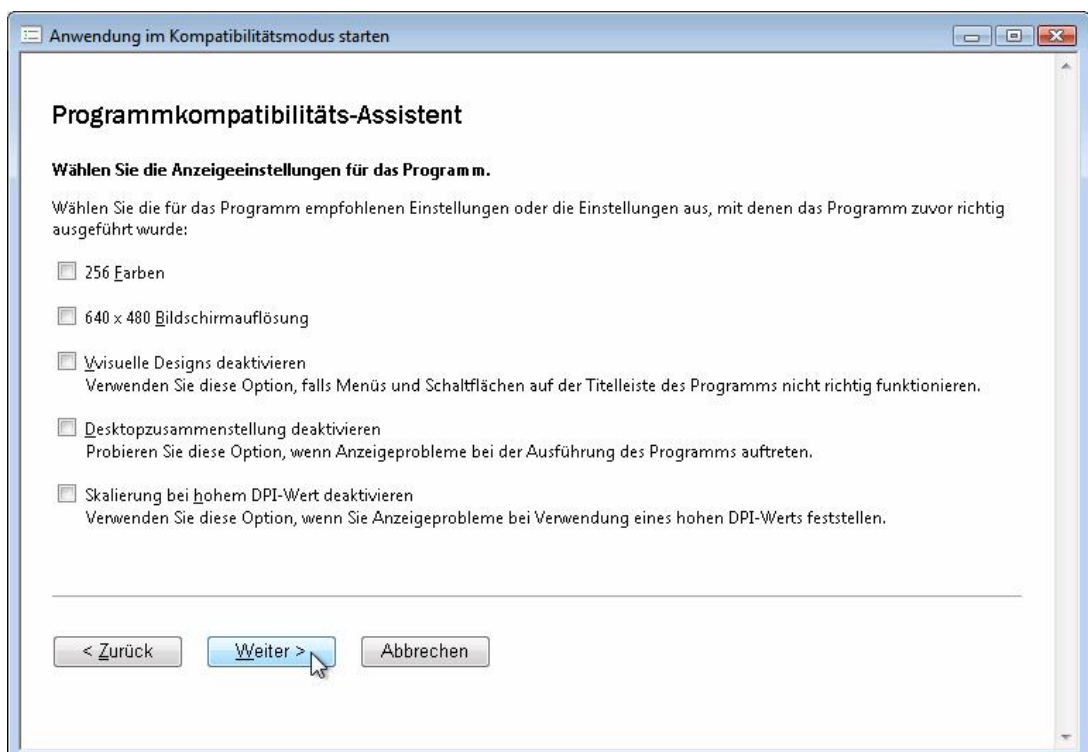 Anwendung im Kompatibilitätsmodus starten
Programmkompatibilitäts-Assistent
Wählen Sie die Anzeigeeinstellungen für das Programm.
Wählen Sie die für das Programm empfohlenen Einstellungen oder die Einstellungen aus, mit denen das Programm zuvor richtig
ausgeführt wurde:
256 Farben
640 x 480 Bildschirmauflösung
Vvisuelle Designs deaktivieren
Verwenden Sie diese Option, falls Menüs und Schaltflächen auf der Titelleiste des Programms nicht richtig funktionieren.
Desktopzusammenstellung deaktivieren
Probieren Sie diese Option, wenn Anzeigeprobleme bei der Ausführung des Programms auftreten.
Skalierung bei hohem DPI-Wert deaktivieren
Verwenden Sie diese Option, wenn Sie Anzeigeprobleme bei Verwendung eines hohen DPI-Werts feststellen.
< Zurück
Weiter >
Abbrechen